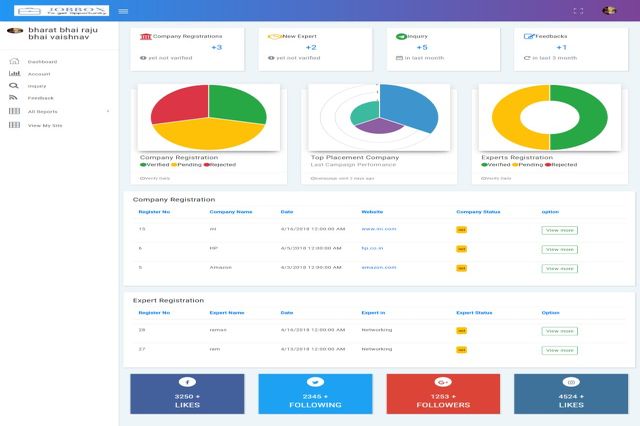 JOBBOX
To get Opportunity
bharat bhai raju
bhai vaishnav
Dashboard
Account
Inquiry
Feedback
All Reports
View My Site
Company Registrations
+3
yet not varified
New Expert
+2
yet not varified
Inquiry
+5
in last month
Feedbacks
+1
in last 3 month
Company Registration
Verified Pending Rejected
Verify Daily
Top Placement Company
Last Campaign Performance
campaign sent 2 days ago
Experts Registration
Verified Pending Rejected
Verify Daily
Company Registration
Register No Company Name Date Website Company Status option
15 mi 4/16/2018 12:00:00 AM www.mi.com not View more
6 HP 4/5/2018 12:00:00 AM hp.co.in not View more
5 Amazon 4/3/2018 12:00:00 AM amazon.com not View more
Expert Registration
Register No Expert Name Date Expert in Expert Status Option
28 raman 4/16/2018 12:00:00 AM Networking not View more
27 ram 4/13/2018 12:00:00 AM Networking not View more
3250 +
LIKES
2345 +
FOLLOWING
1253 +
FOLLOWERS
4524 +
LIKES